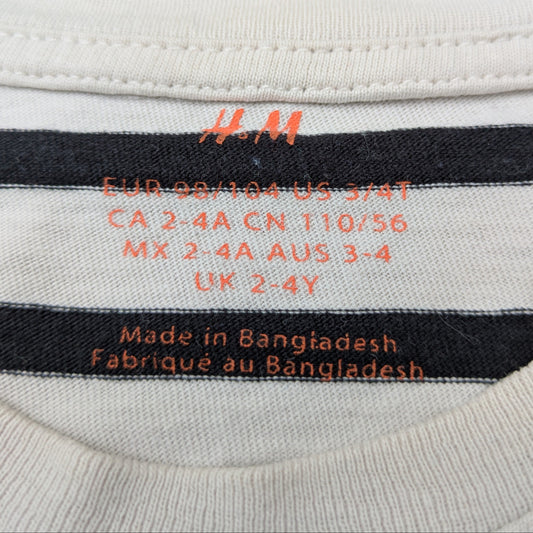 H&M
EUR 98/104 US 3/4T
CA 2-4A CN 110/56
MX 2-4A AUS 3-4
UK 2-4Y
Made in Bangladesh
Fabriqué au Bangladesh